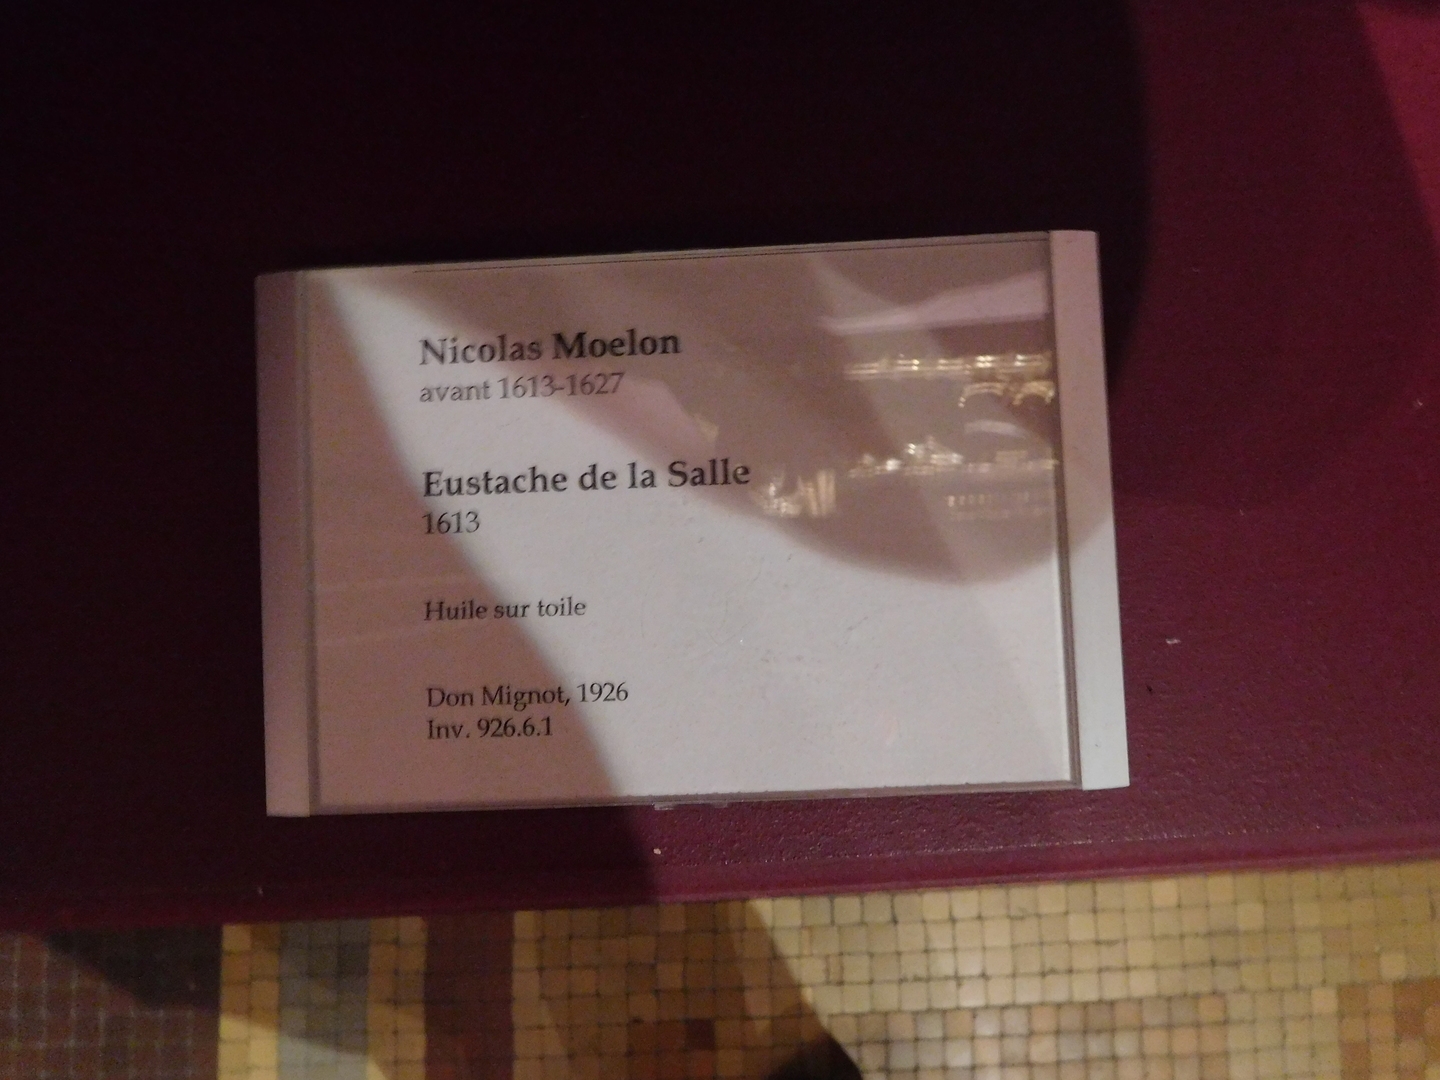 Nicolas Moelon
avant 1613-1627
Eustache de la Salle
1613
Huile sur toile
Don Mignot, 1926
Inv. 926.6.1